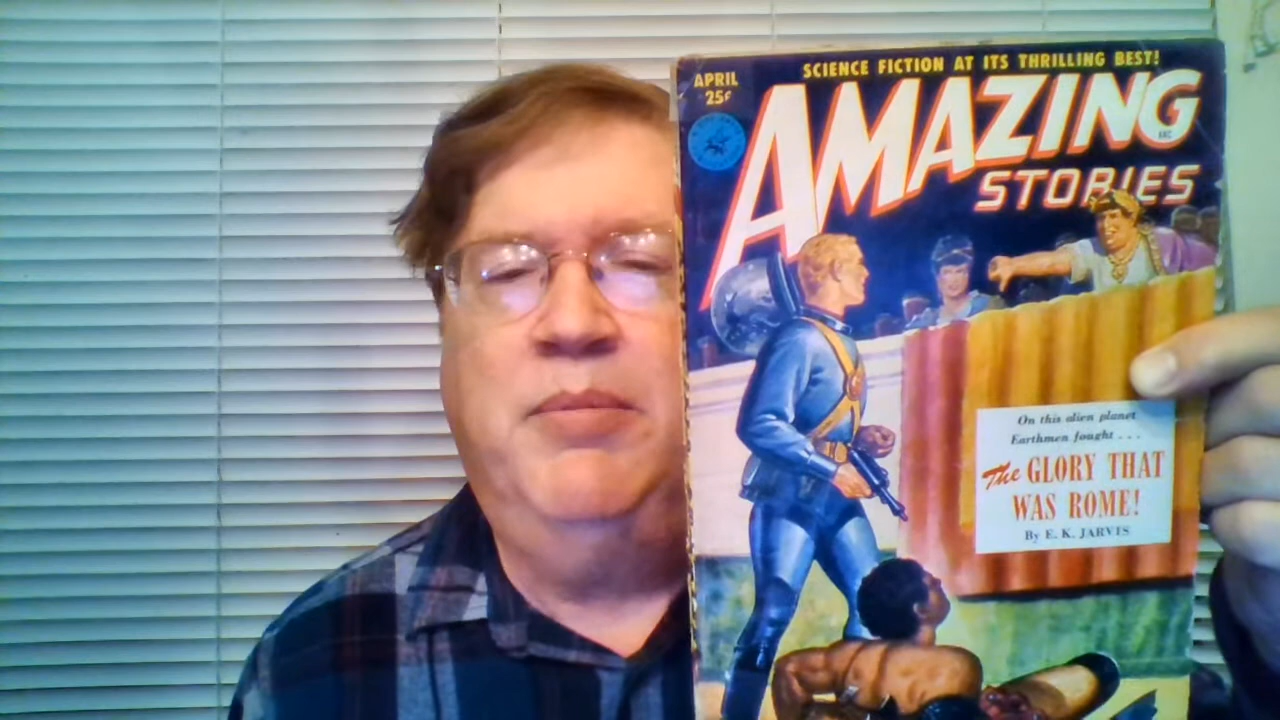 SCIENCE FICTION AT ITS THRILLING BEST!
APRIL
25¢
AMAZING
STORIES
On this alien planet
Earthmen fought . . .
The GLORY THAT
WAS ROME!
By E. K. JARVIS